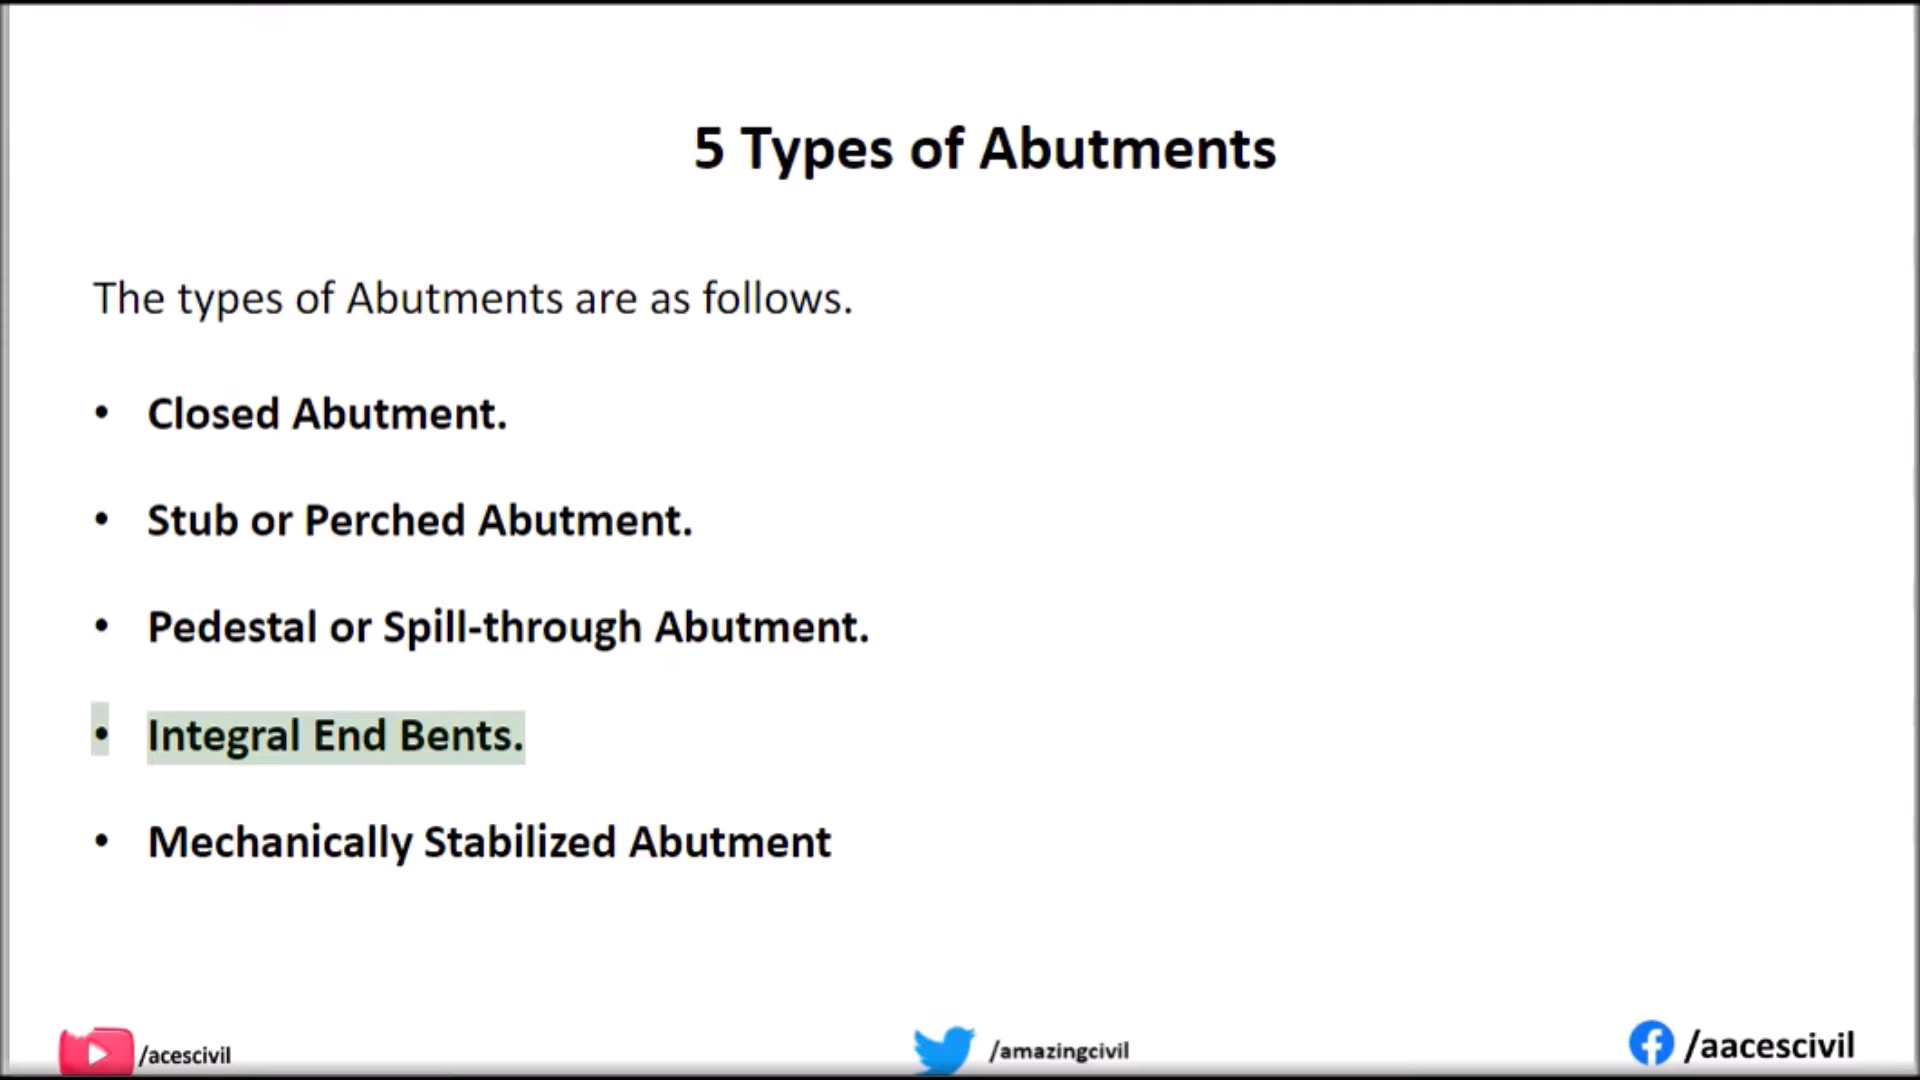 5 Types of Abutments
The types of Abutments are as follows.
• Closed Abutment.
• Stub or Perched Abutment.
• Pedestal or Spill-through Abutment.
• Integral End Bents.
• Mechanically Stabilized Abutment
/acescivil
/amazingcivil
/aacescivil